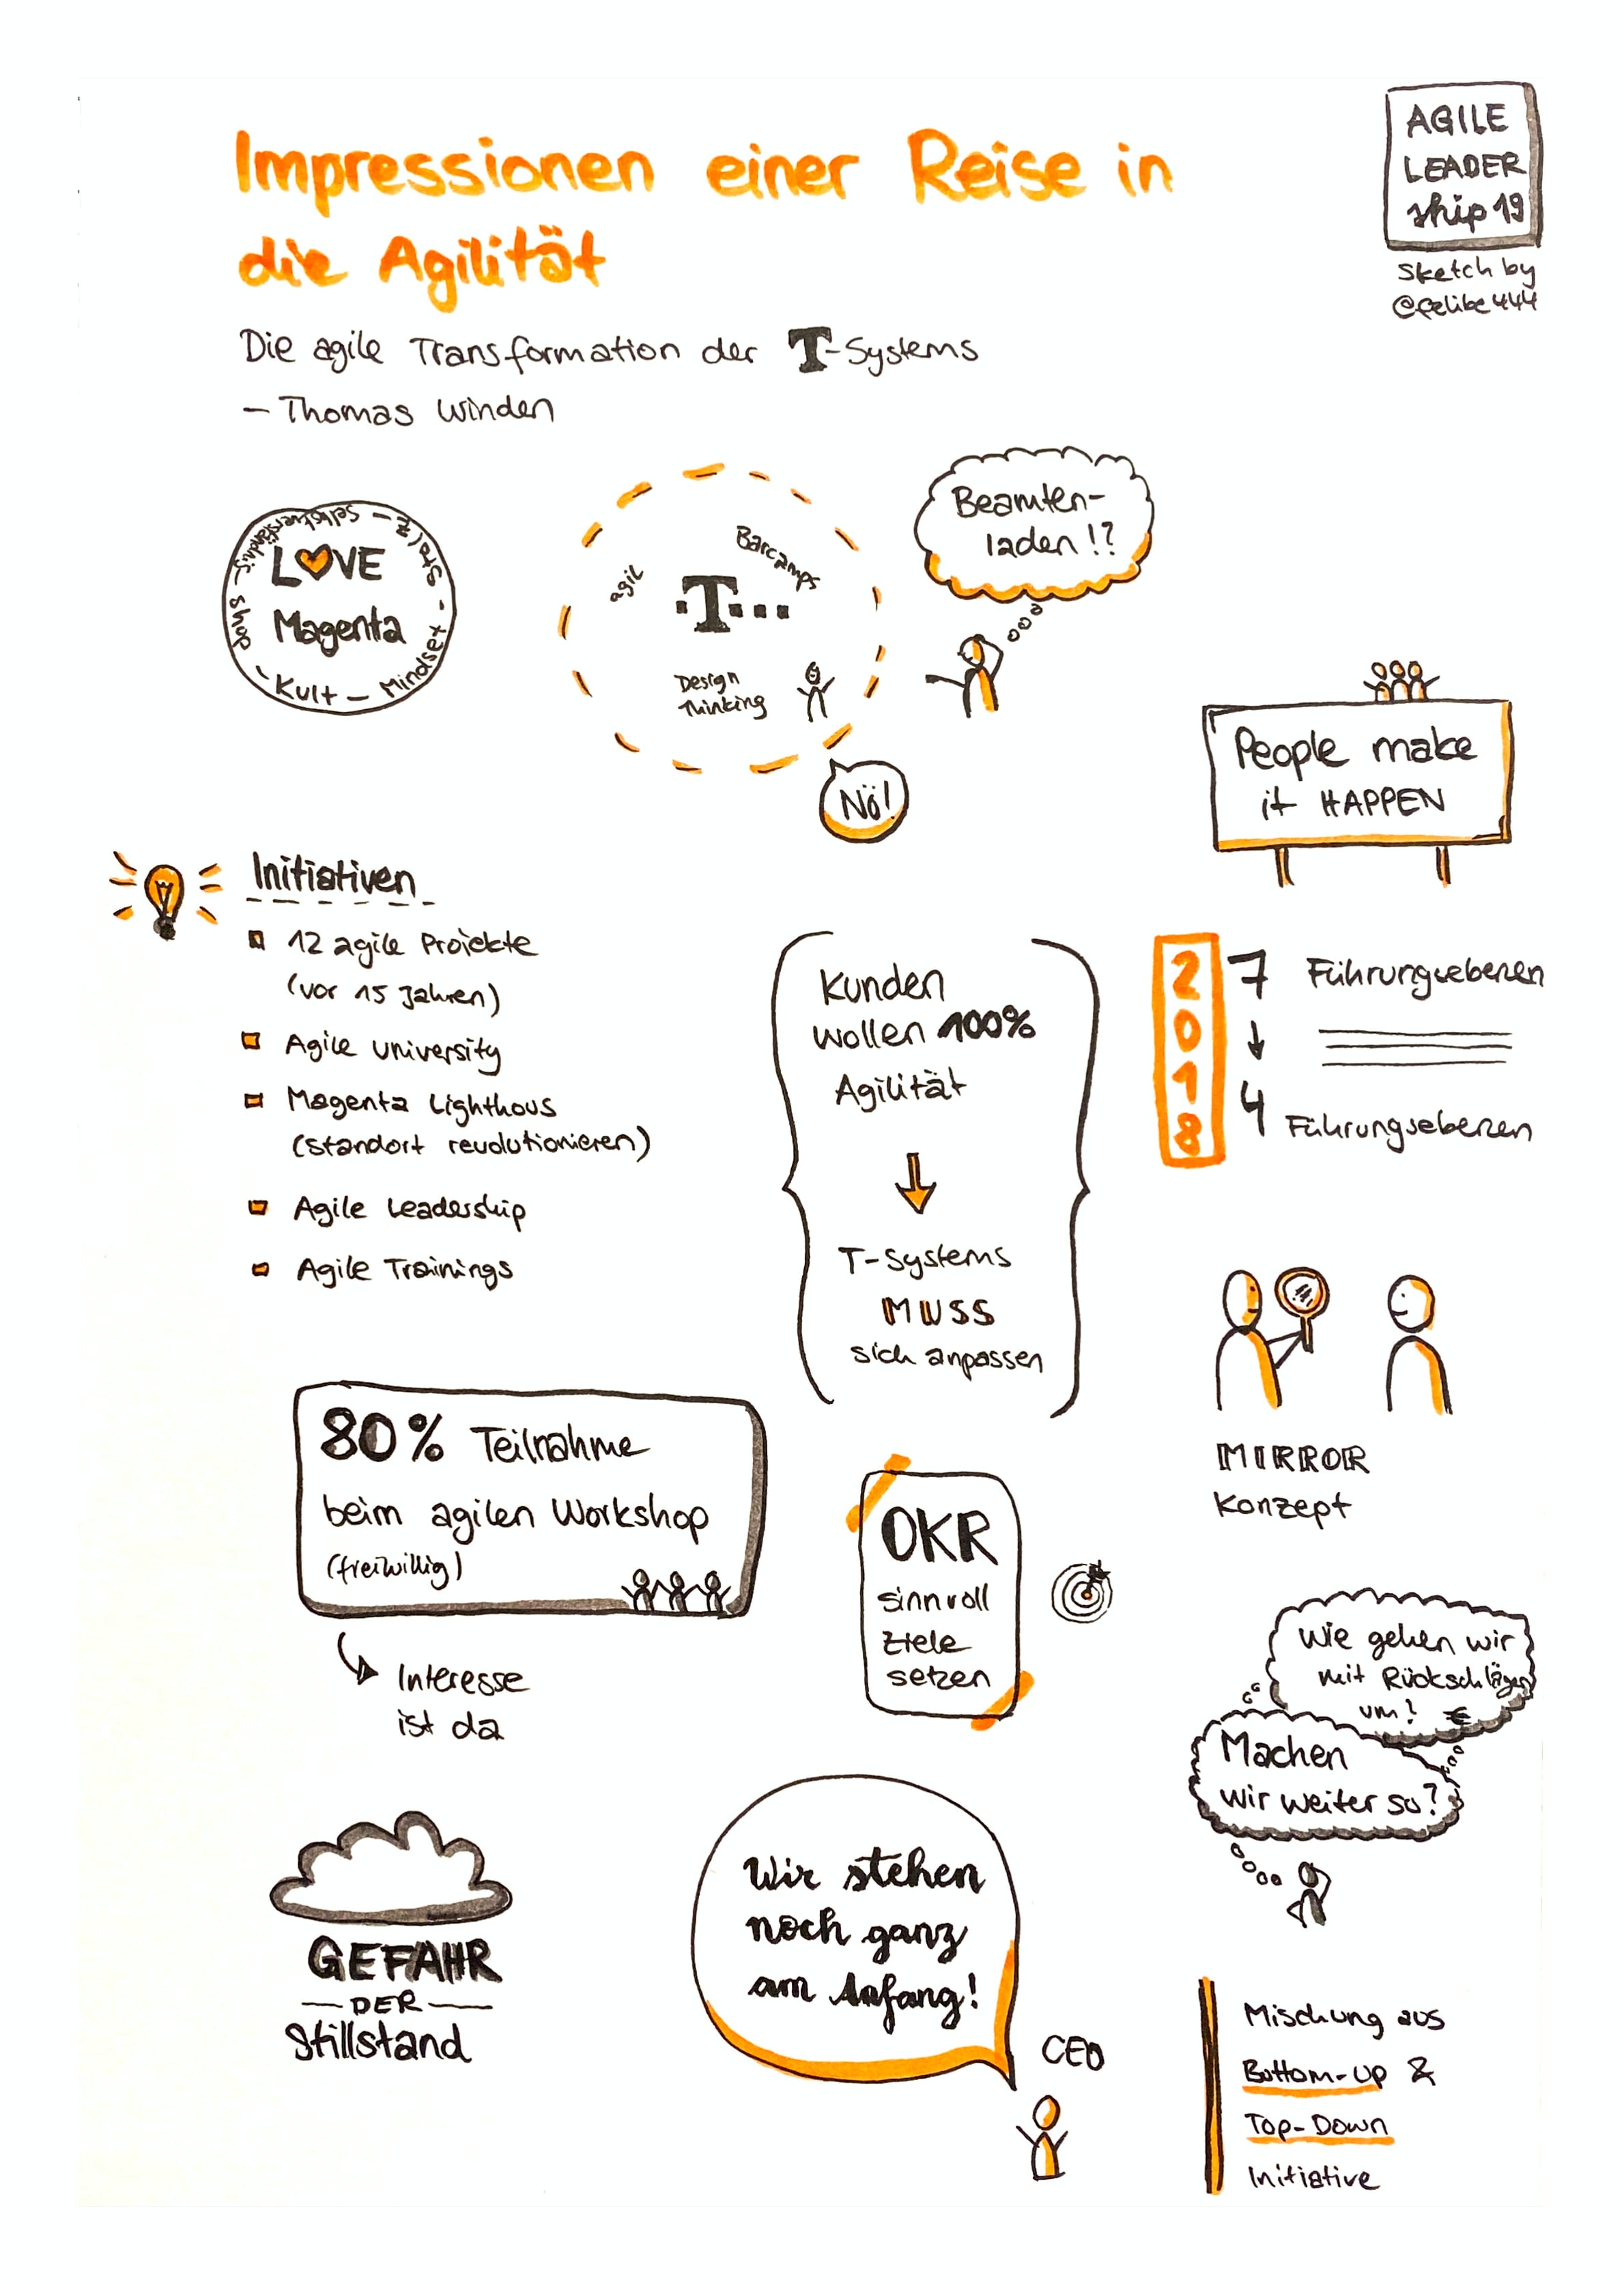 Impressionen einer Reise in
die Agilität
AGILE
LEADER
ship 19
Sketch by
@felibe444
Die agile Transformation der T-Systems
– Thomas Winden
LOVE
Magenta
Selbstverständnis – Stolz – Mindset – Kult – Shop
agil
Barcamps
T
Design
Thinking
Beamten-
laden!?
Nö!
People make
it HAPPEN
Initiativen
12 agile Projekte
(vor 15 Jahren)
Agile University
Magenta Lighthous
(Standort revolutionieren)
Agile Leadership
Agile Trainings
Kunden
wollen 100%
Agilität
T-Systems
MUSS
sich anpassen
2018
7 Führungsebenen
4 Führungsebenen
MIRROR
Konzept
80% Teilnahme
beim agilen Workshop
(freiwillig)
Interesse
ist da
OKR
sinnvoll
Ziele
setzen
Wie gehen wir
mit Rückschlägen
um? €
Machen
wir weiter so?
GEFAHR
— DER —
Stillstand
Wir stehen
noch ganz
am Anfang!
CEO
Mischung aus
Bottom-Up &
Top-Down
Initiative